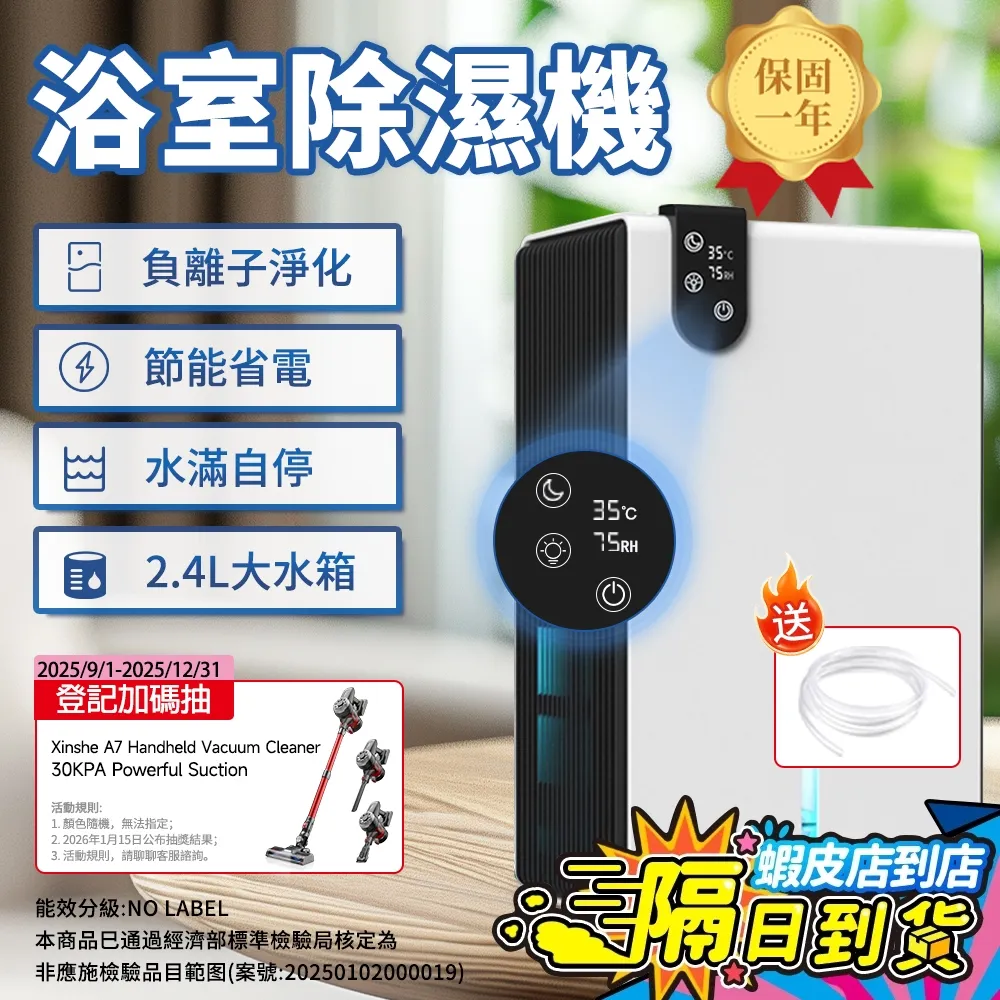 浴室除濕機
保固
一年
負離子淨化
節能省電
水滿自停
2.4L大水箱
35°C
75RH
35°C
75RH
送
2025/9/1-2025/12/31
登記加碼抽
Xinshe A7 Handheld Vacuum Cleaner
30KPA Powerful Suction
活動規則:
1. 顏色隨機，無法指定；
2. 2026年1月15日公布抽獎結果；
3. 活動規則，請聊聊客服諮詢。
能效分級:NO LABEL
本商品已通過經濟部標準檢驗局核定為
非應施檢驗品目範圍(案號:20250102000019)
蝦皮店到店
隔日到貨